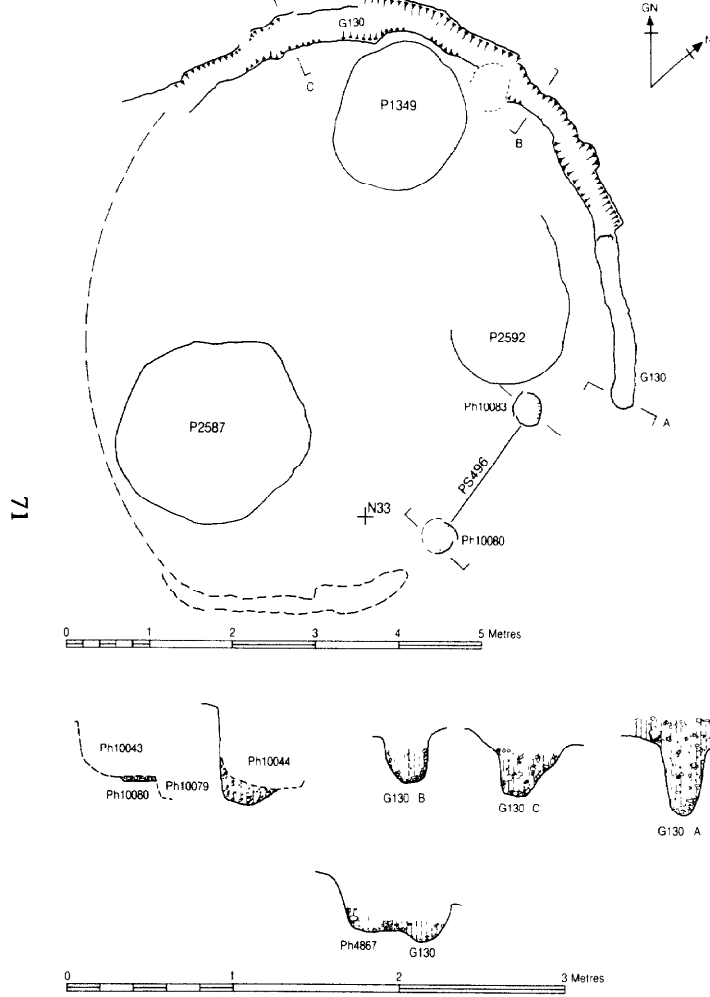 GN
N
G130
C
P1349
B
P2592
G130
Ph10083
A
P2587
PS496
71
N33
Ph10080
0 1 2 3 4 5 Metres
Ph10043
Ph10044
Ph10080
Ph10079
G130 B
G130 C
G130 A
Ph4867
G130
0 1 2 3 Metres